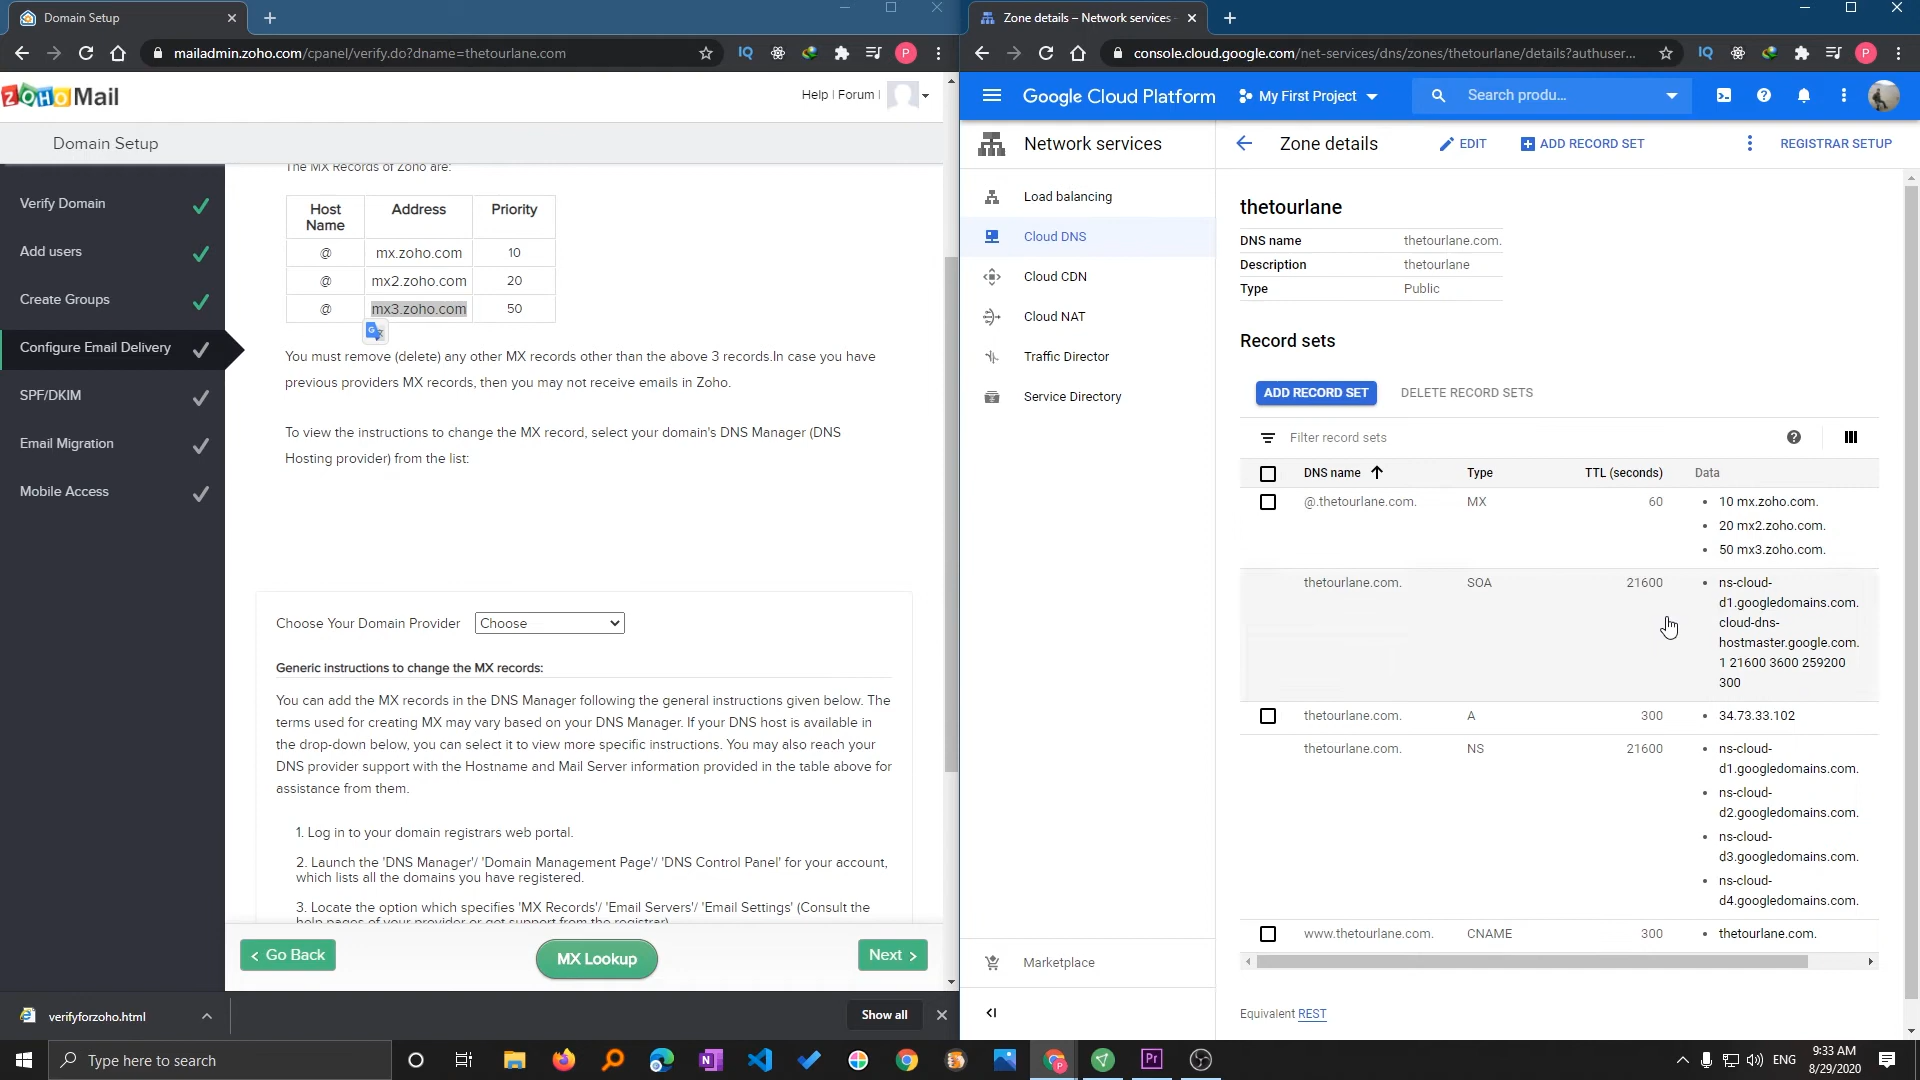 Domain Setup
mailadmin.zoho.com/cpanel/verify.do?dname=thetourlane.com
IQ
P
ZOHO Mail
Help | Forum |
Domain Setup
Verify Domain
Add users
Create Groups
Configure Email Delivery
SPF/DKIM
Email Migration
Mobile Access
The MX Records of Zoho are:
Host Name Address Priority
@ mx.zoho.com 10
@ mx2.zoho.com 20
@ mx3.zoho.com 50
You must remove (delete) any other MX records other than the above 3 records.In case you have
previous providers MX records, then you may not receive emails in Zoho.
To view the instructions to change the MX record, select your domain's DNS Manager (DNS
Hosting provider) from the list:
Choose Your Domain Provider Choose
Generic instructions to change the MX records:
You can add the MX records in the DNS Manager following the general instructions given below. The
terms used for creating MX may vary based on your DNS Manager. If your DNS host is available in
the drop-down below, you can select it to view more specific instructions. You may also reach your
DNS provider support with the Hostname and Mail Server information provided in the table above for
assistance from them.
1. Log in to your domain registrars web portal.
2. Launch the 'DNS Manager'/ 'Domain Management Page'/ 'DNS Control Panel' for your account,
which lists all the domains you have registered.
3. Locate the option which specifies 'MX Records'/ 'Email Servers'/ 'Email Settings' (Consult the
help pages of your provider or get support from the registrar)
< Go Back
MX Lookup
Next >
verifyforzoho.html
Show all
Zone details – Network services -
console.cloud.google.com/net-services/dns/zones/thetourlane/details?authuser...
IQ
P
Google Cloud Platform
My First Project
Search produ...
Network services
Load balancing
Cloud DNS
Cloud CDN
Cloud NAT
Traffic Director
Service Directory
Marketplace
Zone details
EDIT
ADD RECORD SET
REGISTRAR SETUP
thetourlane
DNS name thetourlane.com.
Description thetourlane
Type Public
Record sets
ADD RECORD SET
DELETE RECORD SETS
Filter record sets
DNS name Type TTL (seconds) Data
@.thetourlane.com. MX 60 10 mx.zoho.com.
20 mx2.zoho.com.
50 mx3.zoho.com.
thetourlane.com. SOA 21600 ns-cloud-
d1.googledomains.com.
cloud-dns-
hostmaster.google.com.
1 21600 3600 259200
300
thetourlane.com. A 300 34.73.33.102
thetourlane.com. NS 21600 ns-cloud-
d1.googledomains.com.
ns-cloud-
d2.googledomains.com.
ns-cloud-
d3.googledomains.com.
ns-cloud-
d4.googledomains.com.
www.thetourlane.com. CNAME 300 thetourlane.com.
Equivalent REST
Type here to search
Pr
ENG
9:33 AM
8/29/2020